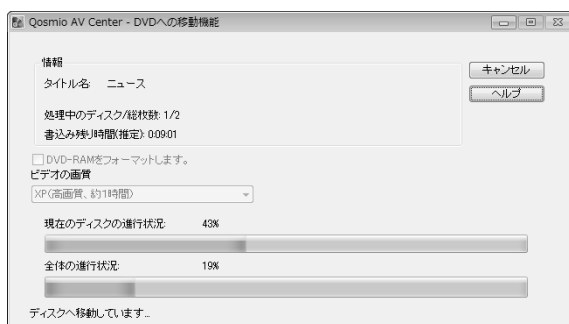 Qosmio AV Center - DVDへの移動機能
情報
タイトル名: ニュース
処理中のディスク/総枚数: 1/2
書込み残り時間(推定): 0:09:01
キャンセル
ヘルプ
DVD-RAMをフォーマットします。
ビデオの画質
XP(高画質、約1時間)
現在のディスクの進行状況: 43%
全体の進行状況: 19%
ディスクへ移動しています...